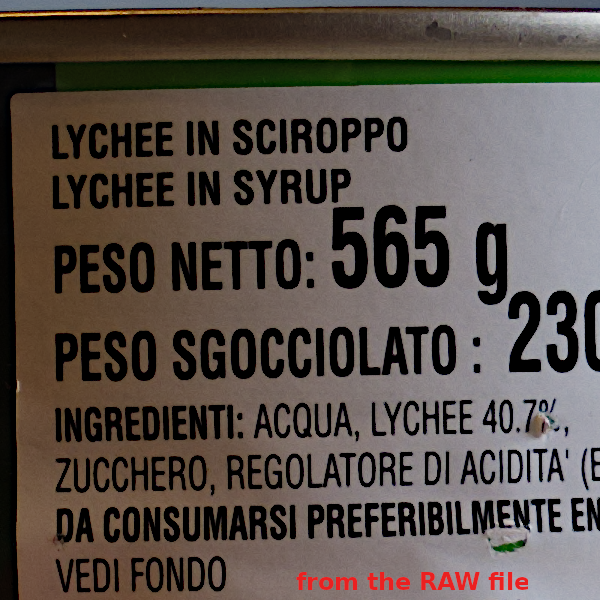 LYCHEE IN SCIROPPO
LYCHEE IN SYRUP
PESO NETTO: 565 g
PESO SGOCCIOLATO : 230
INGREDIENTI: ACQUA, LYCHEE 40.7%,
ZUCCHERO, REGOLATORE DI ACIDITA' (E
DA CONSUMARSI PREFERIBILMENTE EN
VEDI FONDO
from the RAW file